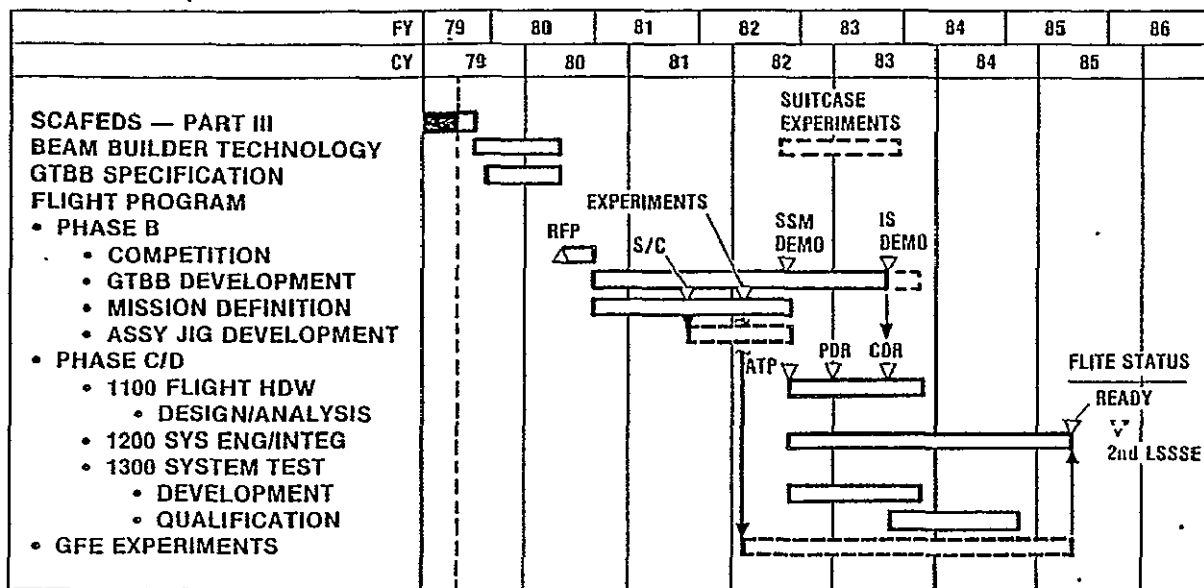 FY 79 80 81 82 83 84 85 86
CY 79 80 81 82 83 84 85
SUITCASE
EXPERIMENTS
SCAFEDS — PART III
BEAM BUILDER TECHNOLOGY
GTBB SPECIFICATION
FLIGHT PROGRAM
EXPERIMENTS
• PHASE B
RFP S/C SSM DEMO IS DEMO
• COMPETITION
• GTBB DEVELOPMENT
• MISSION DEFINITION
• ASSY JIG DEVELOPMENT
• PHASE C/D
ATP PDR CDR FLITE STATUS
• 1100 FLIGHT HDW
READY
• DESIGN/ANALYSIS
• 1200 SYS ENG/INTEG
2nd LSSSE
• 1300 SYSTEM TEST
• DEVELOPMENT
• QUALIFICATION
• GFE EXPERIMENTS